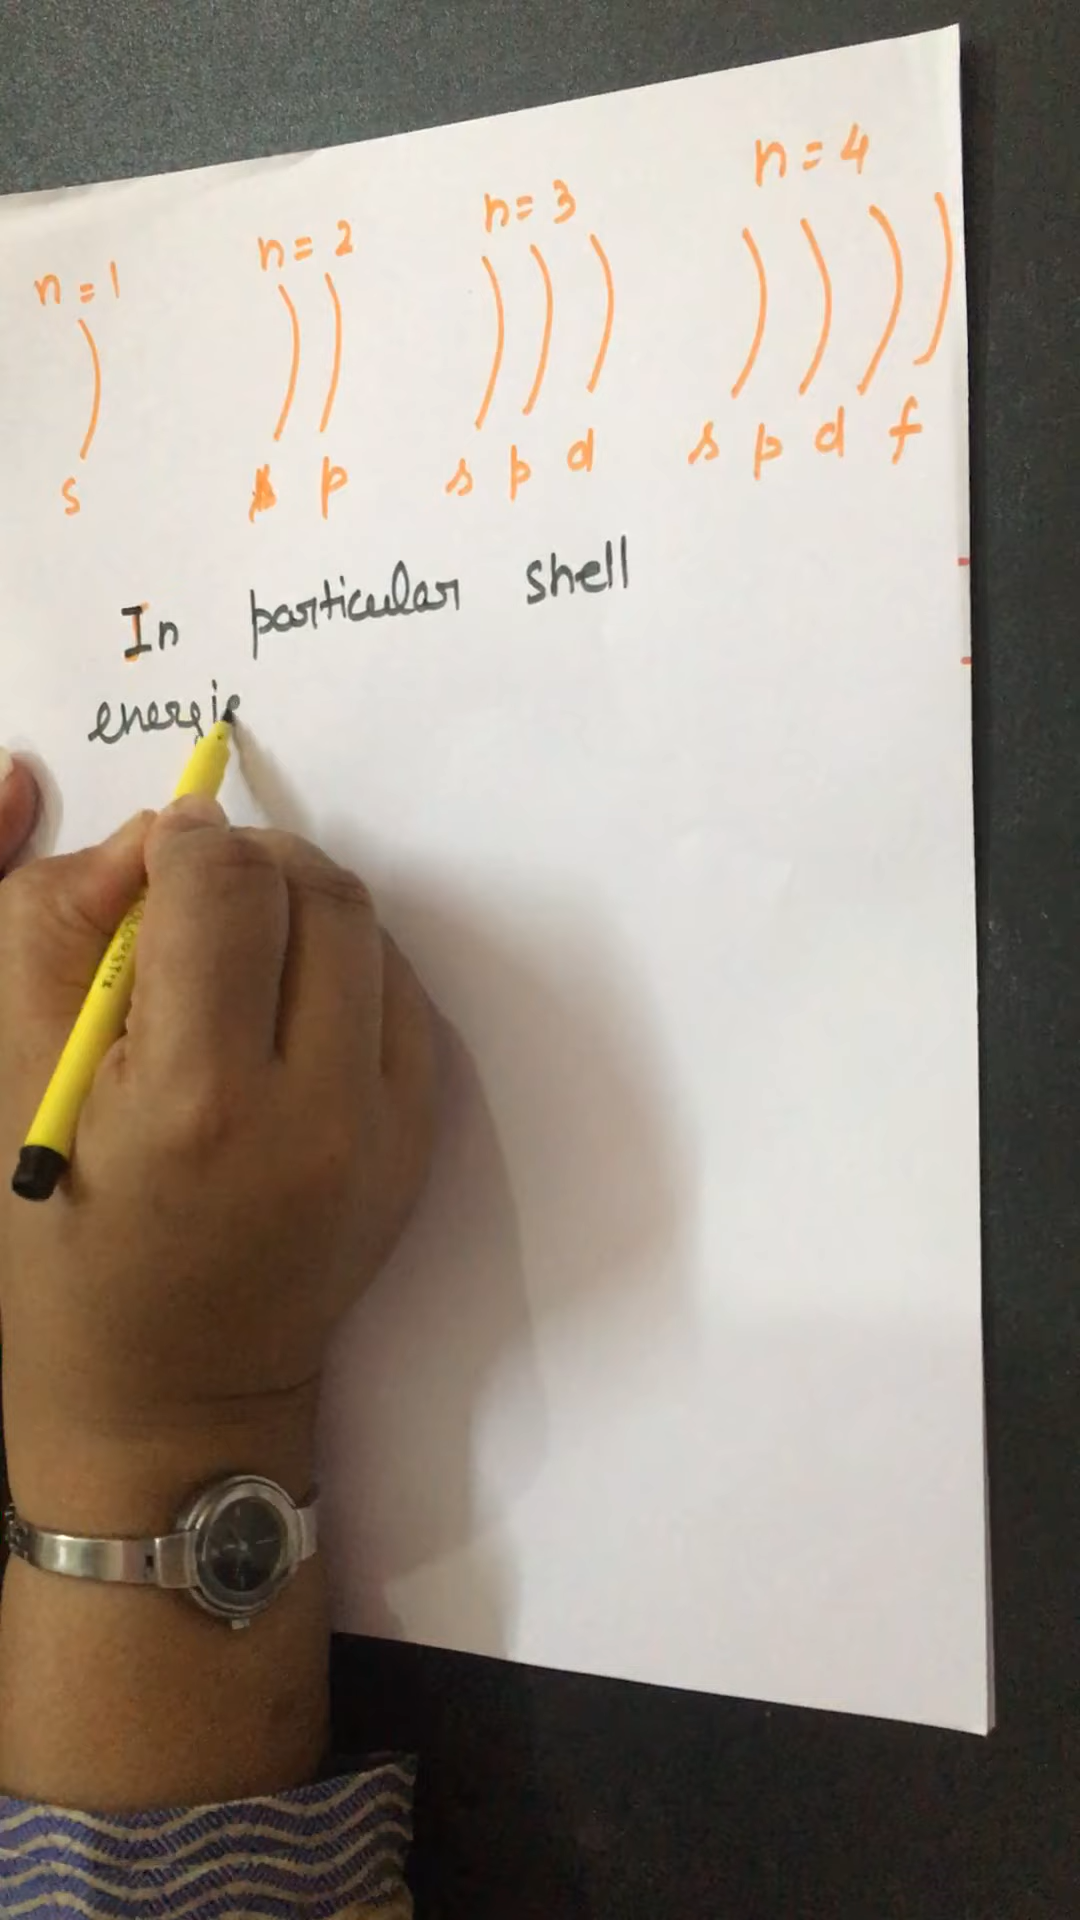 n=1 n=2 n=3 n=4
s s p s p d s p d f
In particular shell
energie